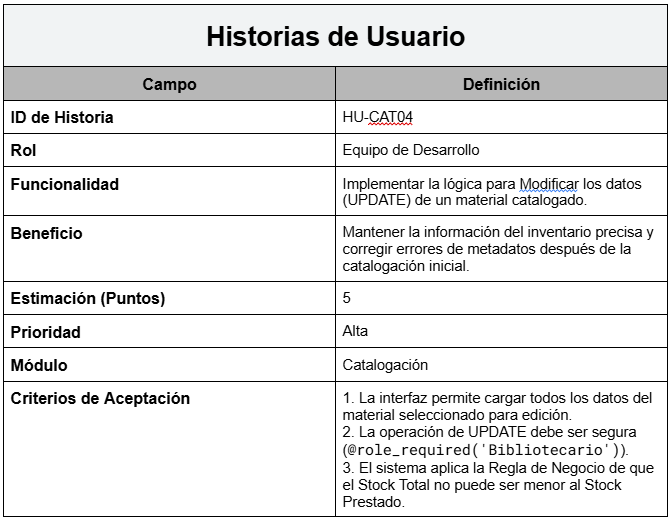 Historias de Usuario
Campo
Definición
ID de Historia
HU-CAT04
Rol
Equipo de Desarrollo
Funcionalidad
Implementar la lógica para Modificar los datos
(UPDATE) de un material catalogado.
Beneficio
Mantener la información del inventario precisa y
corregir errores de metadatos después de la
catalogación inicial.
Estimación (Puntos)
5
Prioridad
Alta
Módulo
Catalogación
Criterios de Aceptación
1. La interfaz permite cargar todos los datos del
material seleccionado para edición.
2. La operación de UPDATE debe ser segura
(@role_required('Bibliotecario')).
3. El sistema aplica la Regla de Negocio de que
el Stock Total no puede ser menor al Stock
Prestado.